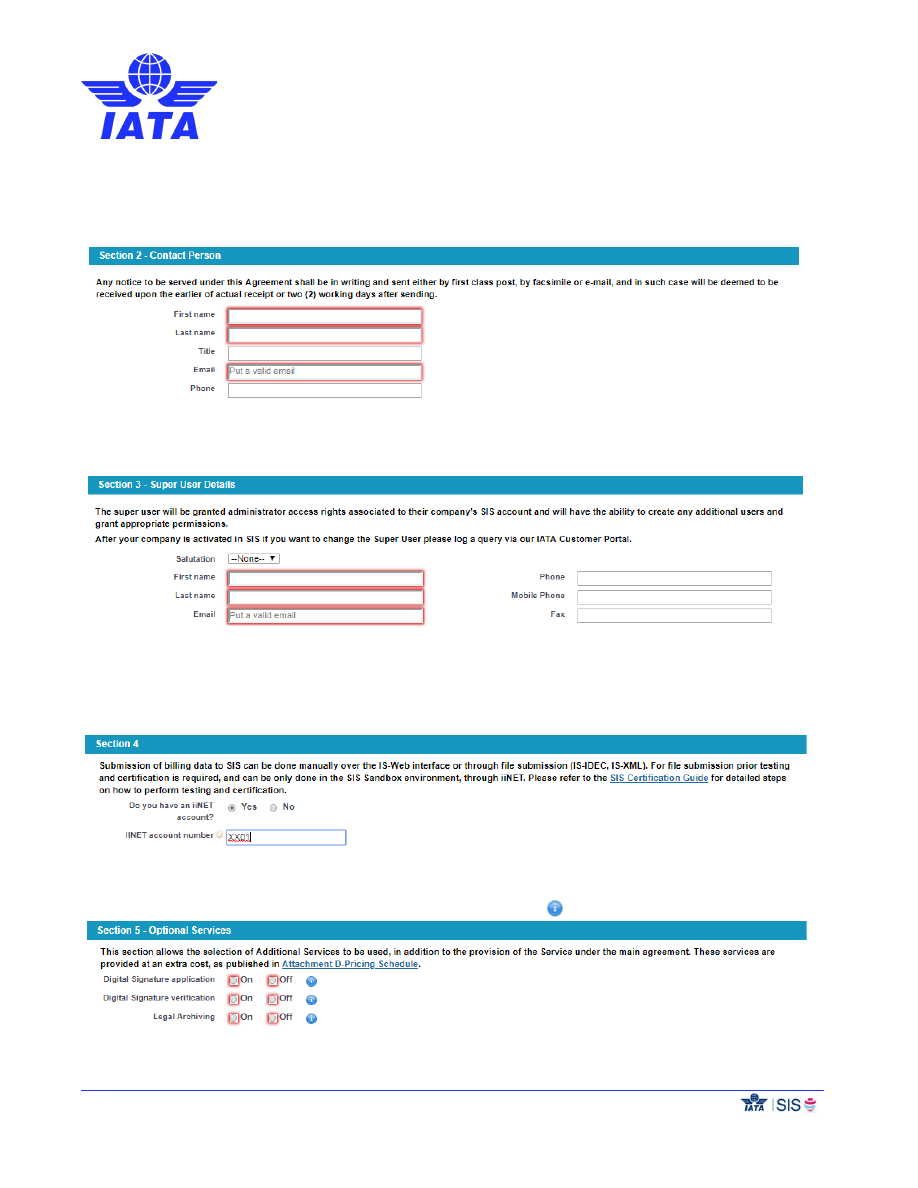 IATA
Section 2 - Contact Person
Any notice to be served under this Agreement shall be in writing and sent either by first class post, by facsimile or e-mail, and in such case will be deemed to be
received upon the earlier of actual receipt or two (2) working days after sending.
First name
Last name
Title
Email Put a valid email
Phone
Section 3 - Super User Details
The super user will be granted administrator access rights associated to their company's SIS account and will have the ability to create any additional users and
grant appropriate permissions.
After your company is activated in SIS if you want to change the Super User please log a query via our IATA Customer Portal.
Salutation --None--
First name Phone
Last name Mobile Phone
Email Put a valid email Fax
Section 4
Submission of billing data to SIS can be done manually over the IS-Web interface or through file submission (IS-IDEC, IS-XML). For file submission prior testing
and certification is required, and can be only done in the SIS Sandbox environment, through iiNET. Please refer to the SIS Certification Guide for detailed steps
on how to perform testing and certification.
Do you have an iiNET Yes No
account?
IINET account number XXB1
Section 5 - Optional Services
This section allows the selection of Additional Services to be used, in addition to the provision of the Service under the main agreement. These services are
provided at an extra cost, as published in Attachment D-Pricing Schedule.
Digital Signature application On Off
Digital Signature verification On Off
Legal Archiving On Off
IATA SIS